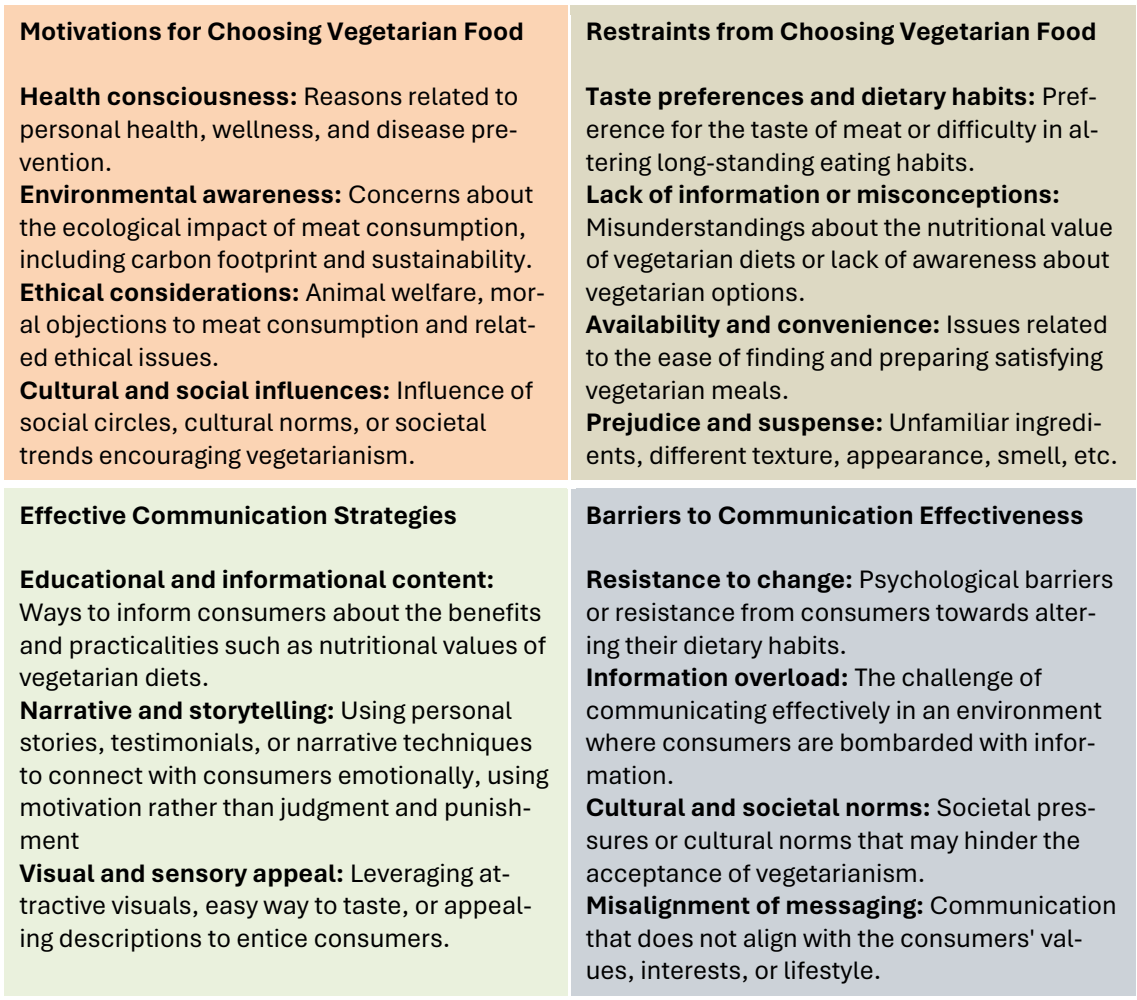 Motivations for Choosing Vegetarian Food
Health consciousness: Reasons related to
personal health, wellness, and disease pre-
vention.
Environmental awareness: Concerns about
the ecological impact of meat consumption,
including carbon footprint and sustainability.
Ethical considerations: Animal welfare, mor-
al objections to meat consumption and relat-
ed ethical issues.
Cultural and social influences: Influence of
social circles, cultural norms, or societal
trends encouraging vegetarianism.
Restraints from Choosing Vegetarian Food
Taste preferences and dietary habits: Pref-
erence for the taste of meat or difficulty in al-
tering long-standing eating habits.
Lack of information or misconceptions:
Misunderstandings about the nutritional value
of vegetarian diets or lack of awareness about
vegetarian options.
Availability and convenience: Issues related
to the ease of finding and preparing satisfying
vegetarian meals.
Prejudice and suspense: Unfamiliar ingredi-
ents, different texture, appearance, smell, etc.
Effective Communication Strategies
Educational and informational content:
Ways to inform consumers about the benefits
and practicalities such as nutritional values of
vegetarian diets.
Narrative and storytelling: Using personal
stories, testimonials, or narrative techniques
to connect with consumers emotionally, using
motivation rather than judgment and punish-
ment
Visual and sensory appeal: Leveraging at-
tractive visuals, easy way to taste, or appeal-
ing descriptions to entice consumers.
Barriers to Communication Effectiveness
Resistance to change: Psychological barriers
or resistance from consumers towards alter-
ing their dietary habits.
Information overload: The challenge of
communicating effectively in an environment
where consumers are bombarded with infor-
mation.
Cultural and societal norms: Societal pres-
sures or cultural norms that may hinder the
acceptance of vegetarianism.
Misalignment of messaging: Communication
that does not align with the consumers' val-
ues, interests, or lifestyle.